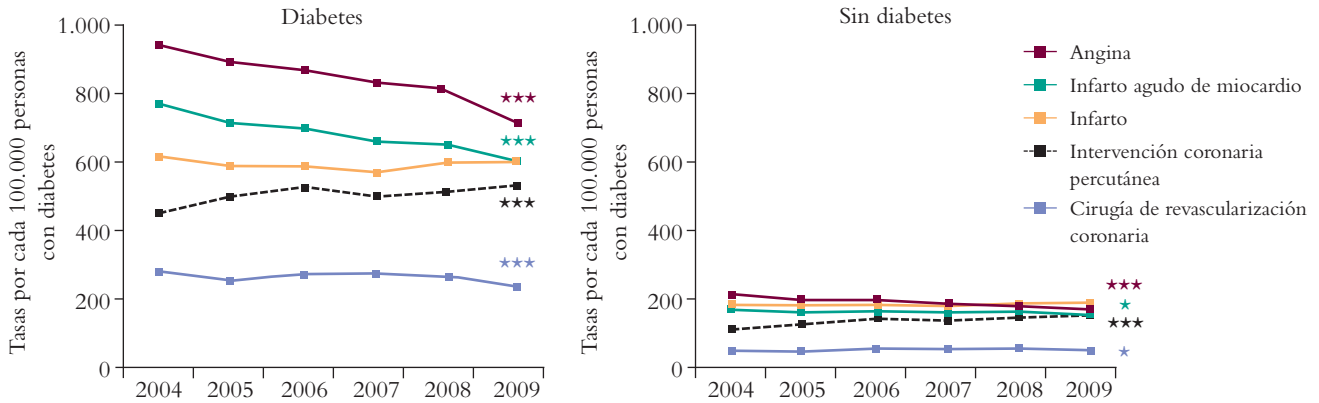 Diabetes
Tasas por cada 100.000 personas
con diabetes
1.000
800
600
400
200
0
★★★
★★★
★★★
★★★
2004 2005 2006 2007 2008 2009
Sin diabetes
Tasas por cada 100.000 personas
con diabetes
1.000
800
600
400
200
0
Angina
Infarto agudo de miocardio
Infarto
Intervención coronaria
percutánea
Cirugía de revascularización
coronaria
★★★
★
★★★
★
2004 2005 2006 2007 2008 2009